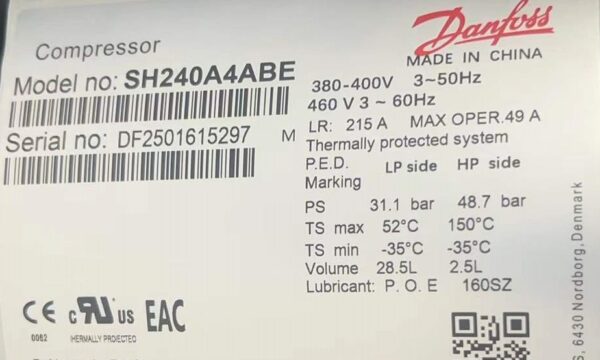 Danfoss
Compressor
MADE IN CHINA
Model no: SH240A4ABE
380-400V 3~50Hz
460 V 3 ~ 60Hz
LR: 215 A MAX OPER.49 A
Serial no: DF2501615297 M
Thermally protected system
P.E.D. LP side HP side
Marking
PS 31.1 bar 48.7 bar
TS max 52°C 150°C
TS min -35°C -35°C
Volume 28.5L 2.5L
Lubricant: P. O. E 160SZ
CE c US EAC
0062 THERMALLY PROTECTED
S, 6430 Nordborg, Denmark